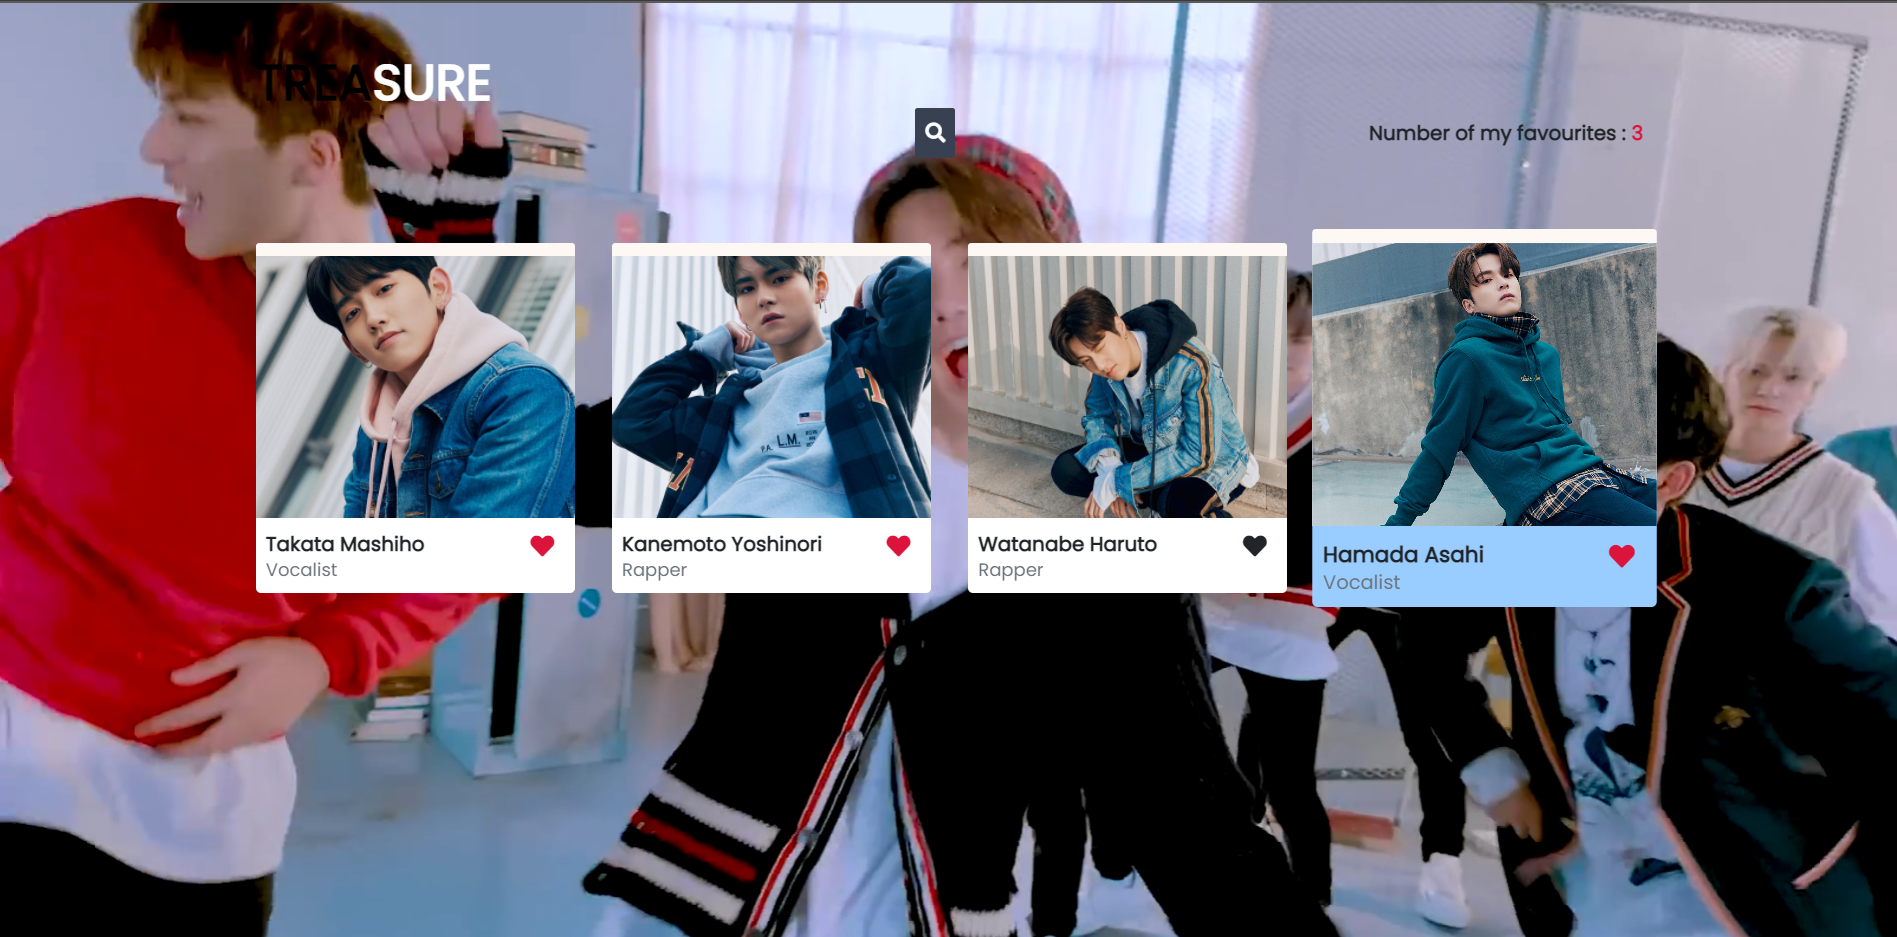 TREASURE
Number of my favourites : 3
Takata Mashiho
Vocalist
Kanemoto Yoshinori
Rapper
Watanabe Haruto
Rapper
Hamada Asahi
Vocalist
P.A. L.M.